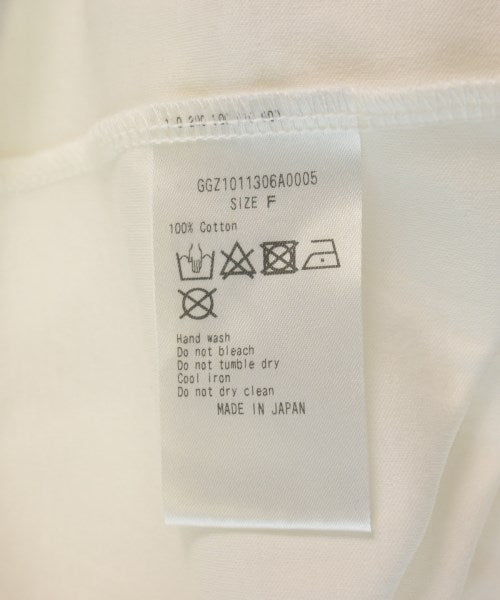 GGZ1011306A0005
SIZE F
100% Cotton
Hand wash
Do not bleach
Do not tumble dry
Cool iron
Do not dry clean
MADE IN JAPAN